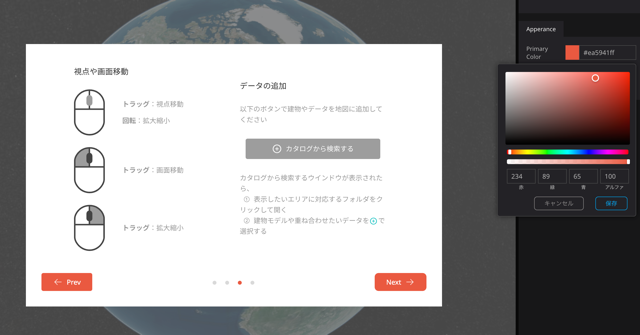 視点や画面移動
トラッグ：視点移動
回転：拡大縮小
トラッグ：画面移動
トラッグ：拡大縮小
データの追加
以下のボタンで建物やデータを地図に追加して
ください
カタログから検索する
カタログから検索するウインドウが表示された
ら、
① 表示したいエリアに対応するフォルダをク
リックして開く
② 建物モデルや重ね合わせたいデータを+で
選択する
Prev
Next
Apperance
Primary
Color
#ea5941ff
234
89
65
100
赤
緑
青
アルファ
キャンセル
保存